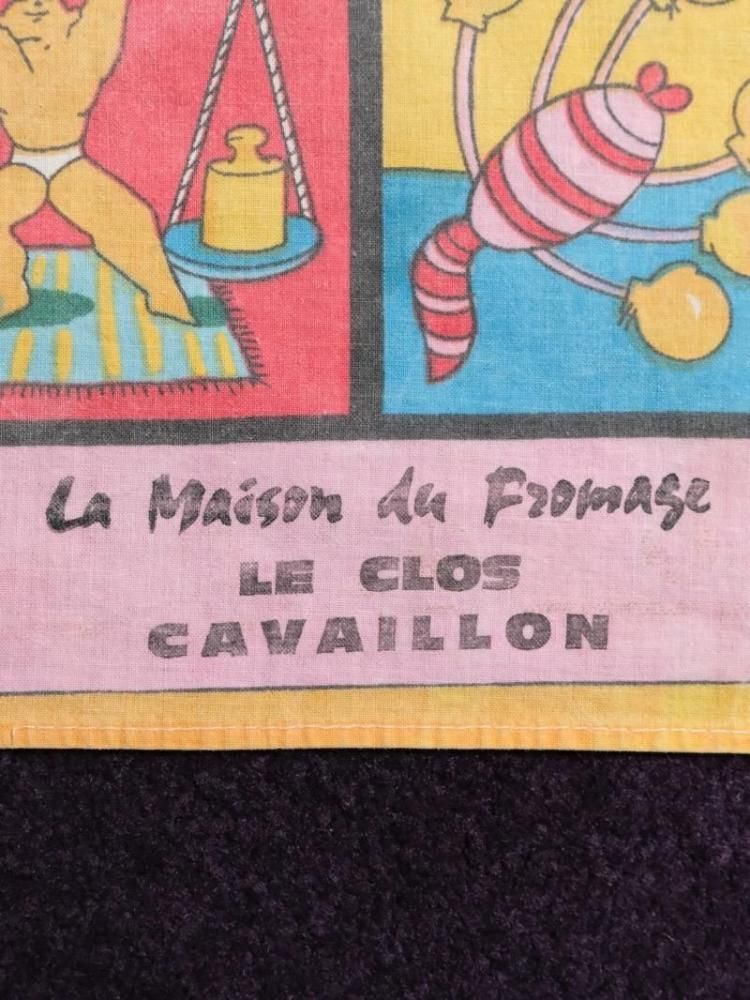 La Maison du Fromage
LE CLOS
CAVAILLON